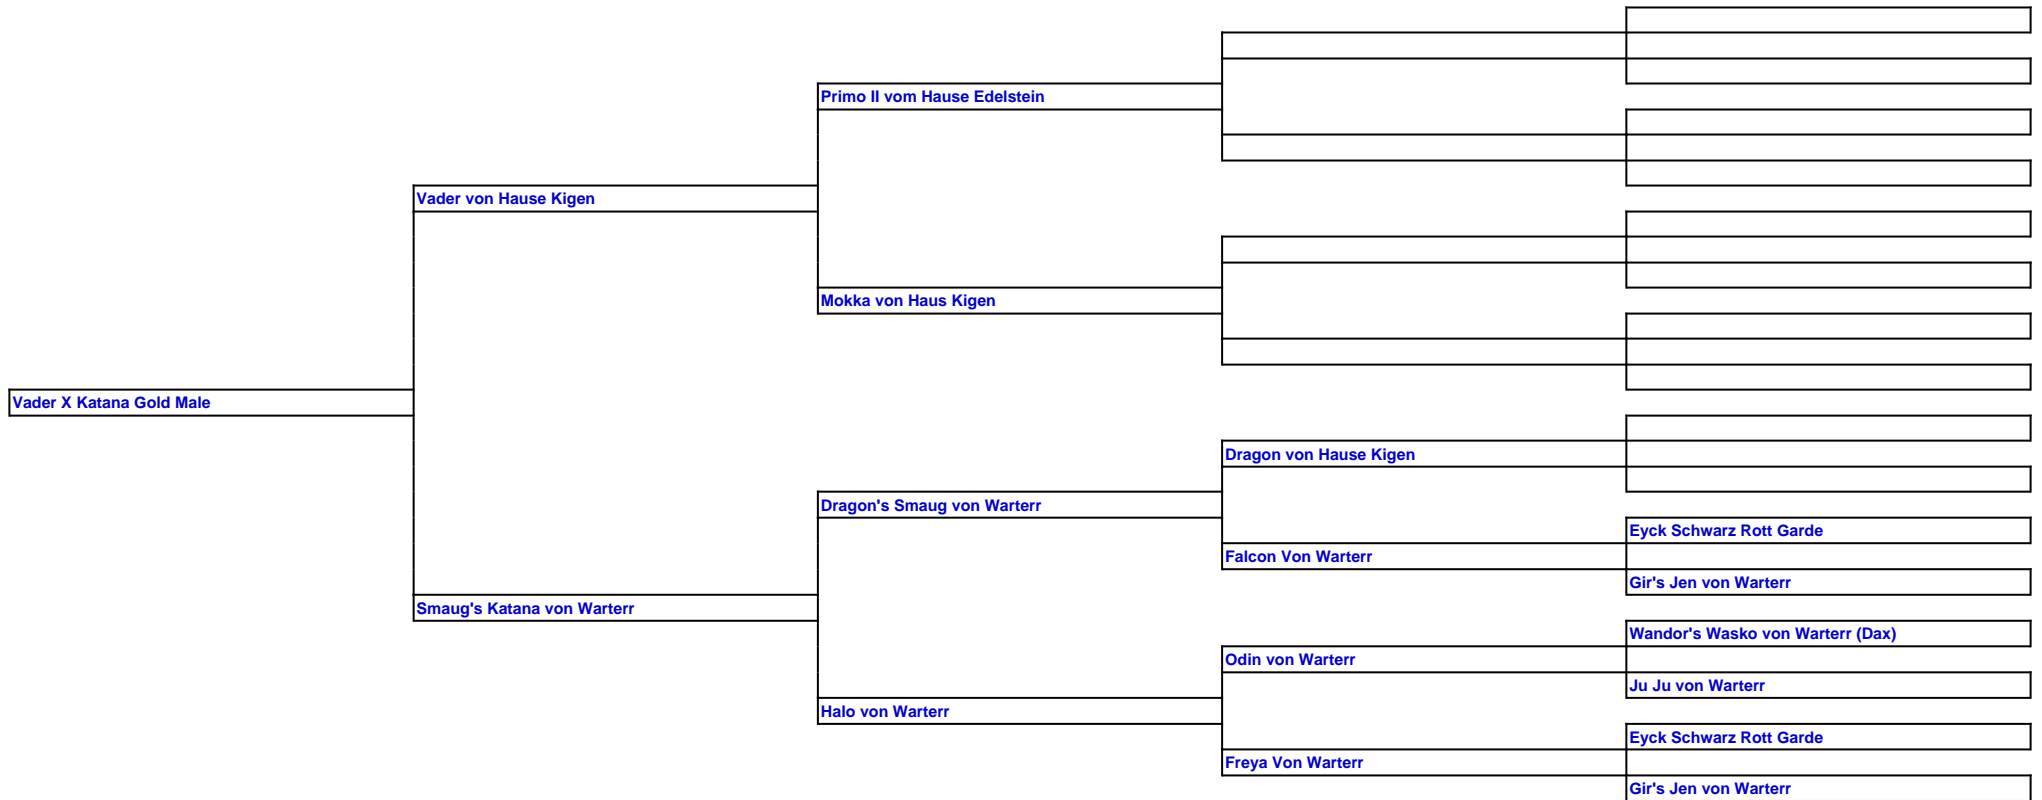 Primo II vom Hause Edelstein
Vader von Hause Kigen
Mokka von Haus Kigen
Vader X Katana Gold Male
Dragon von Hause Kigen
Dragon's Smaug von Warterr
Eyck Schwarz Rott Garde
Falcon Von Warterr
Gir's Jen von Warterr
Smaug's Katana von Warterr
Wandor's Wasko von Warterr (Dax)
Odin von Warterr
Ju Ju von Warterr
Halo von Warterr
Eyck Schwarz Rott Garde
Freya Von Warterr
Gir's Jen von Warterr